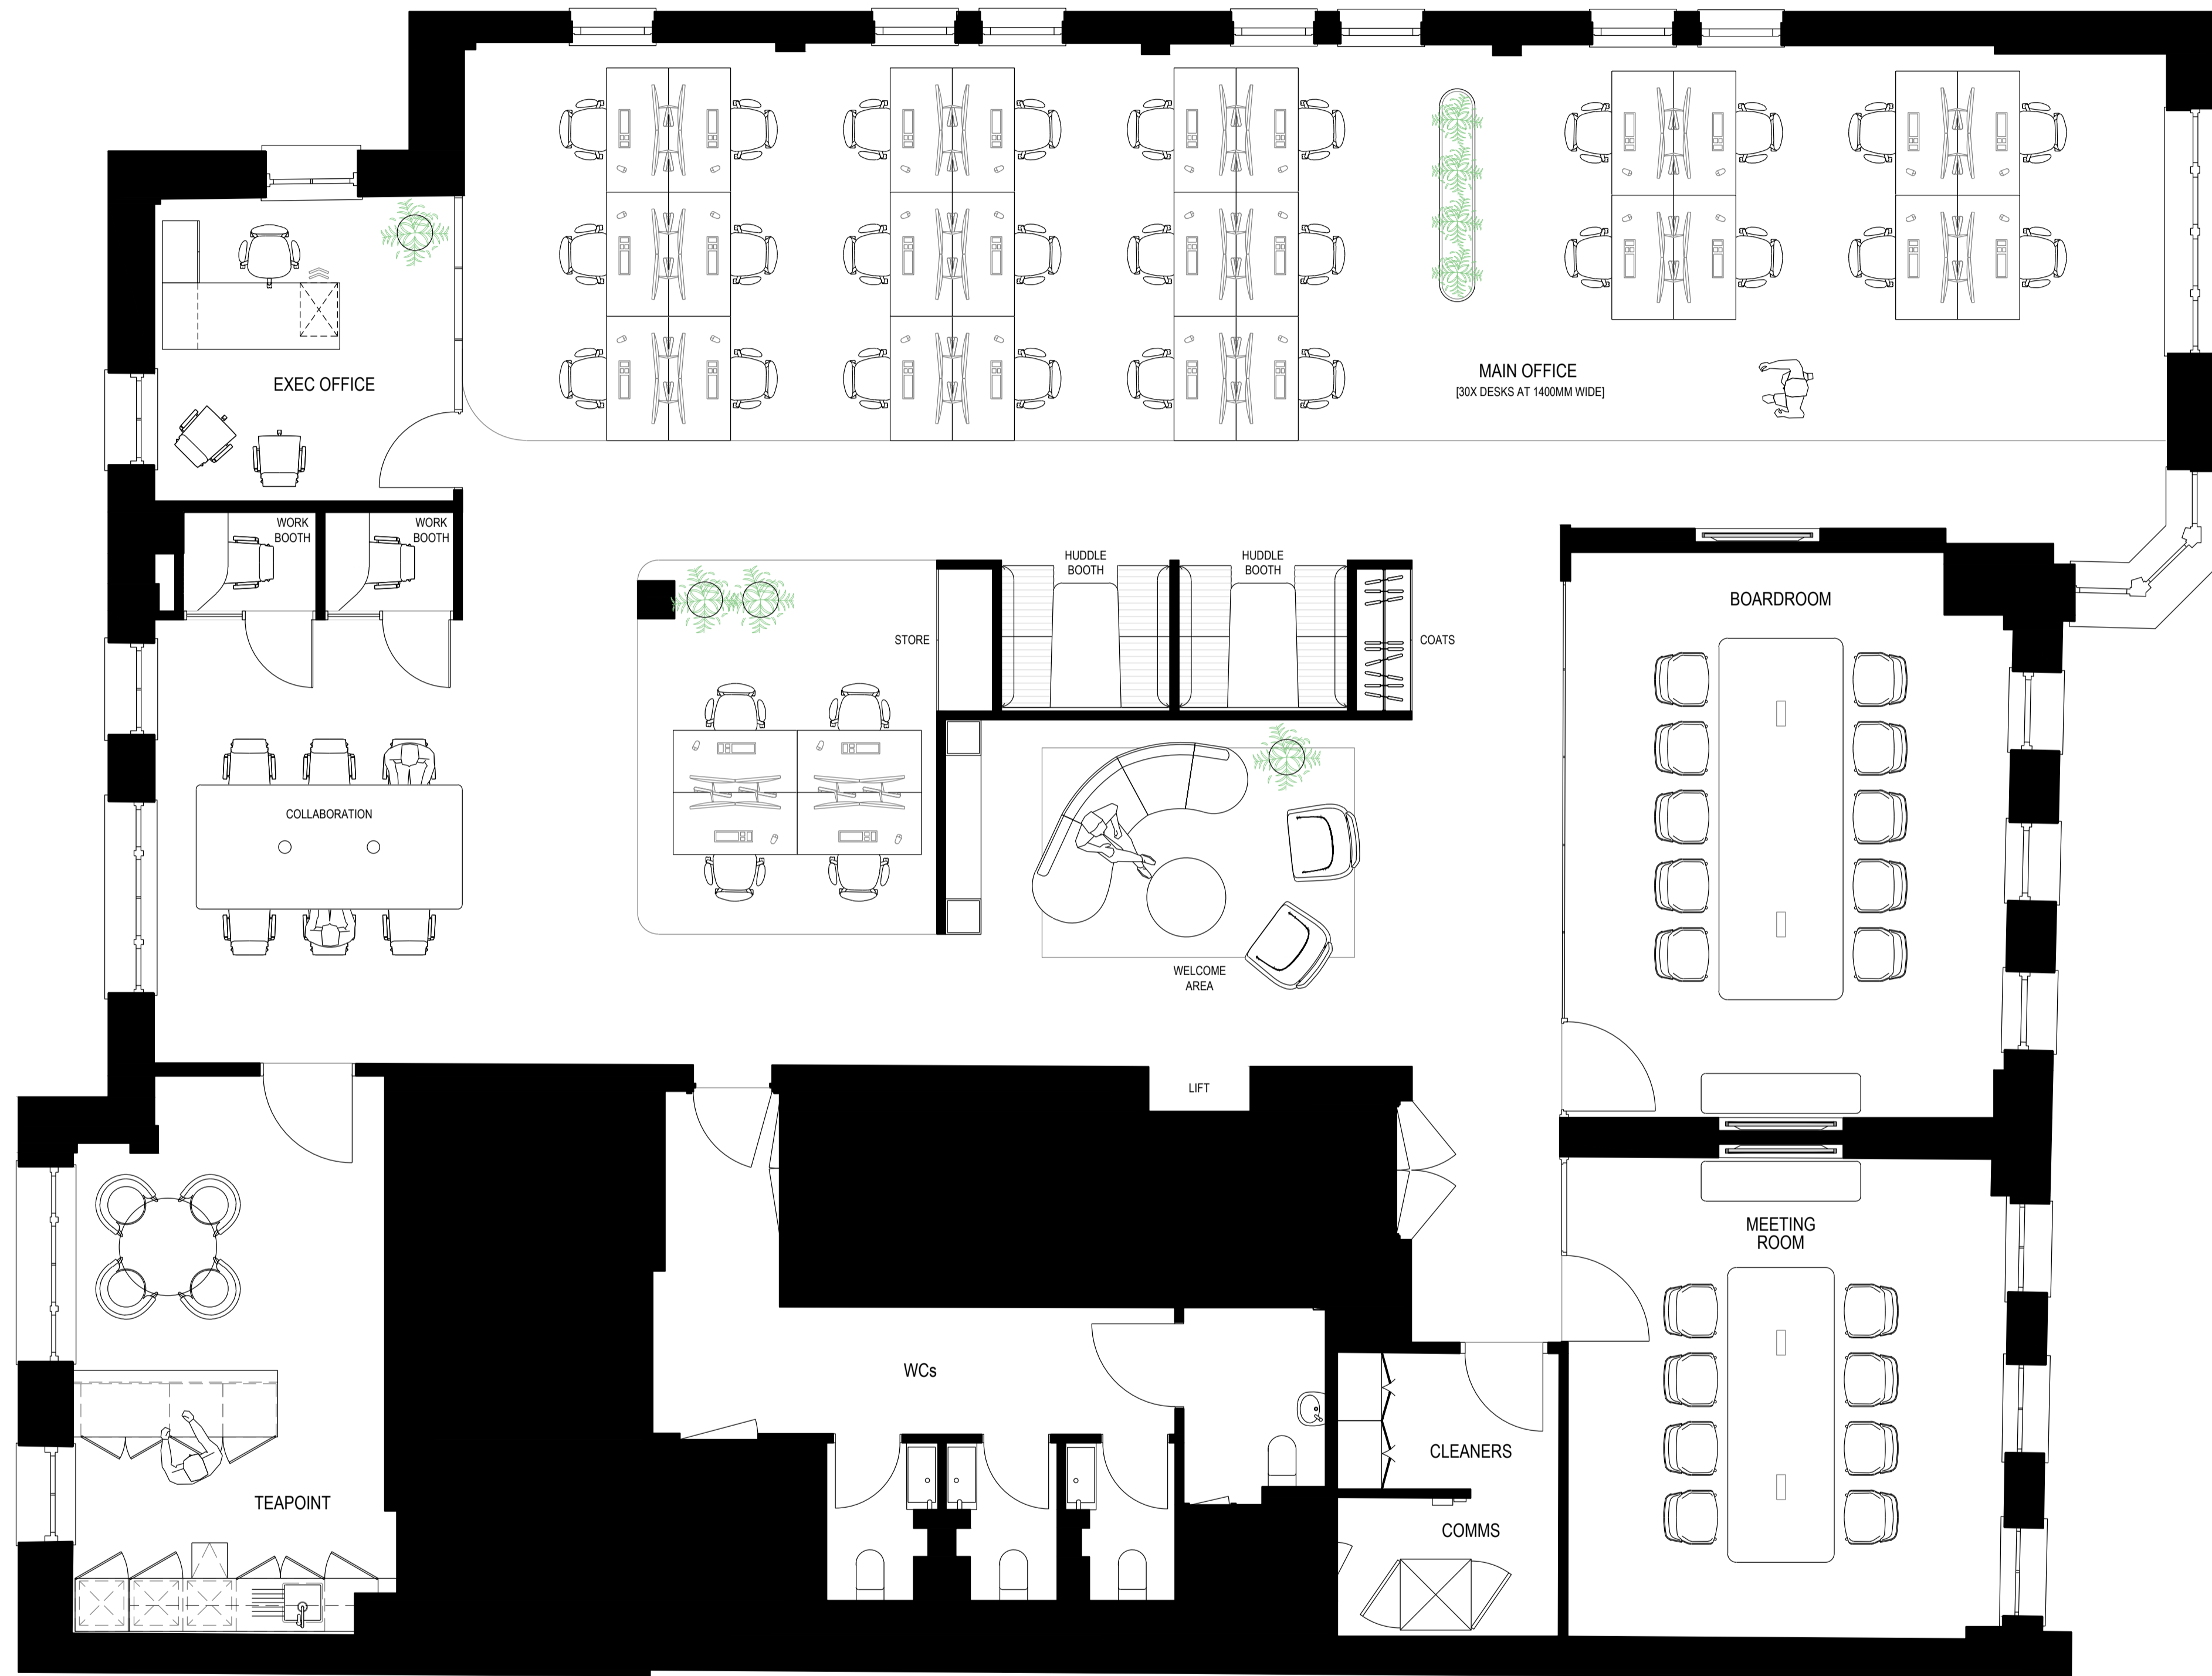 EXEC OFFICE
MAIN OFFICE
[30X DESKS AT 1400MM WIDE]
WORK
BOOTH
WORK
BOOTH
HUDDLE
BOOTH
HUDDLE
BOOTH
STORE
COATS
BOARDROOM
COLLABORATION
WELCOME
AREA
LIFT
MEETING
ROOM
WCs
CLEANERS
TEAPOINT
COMMS